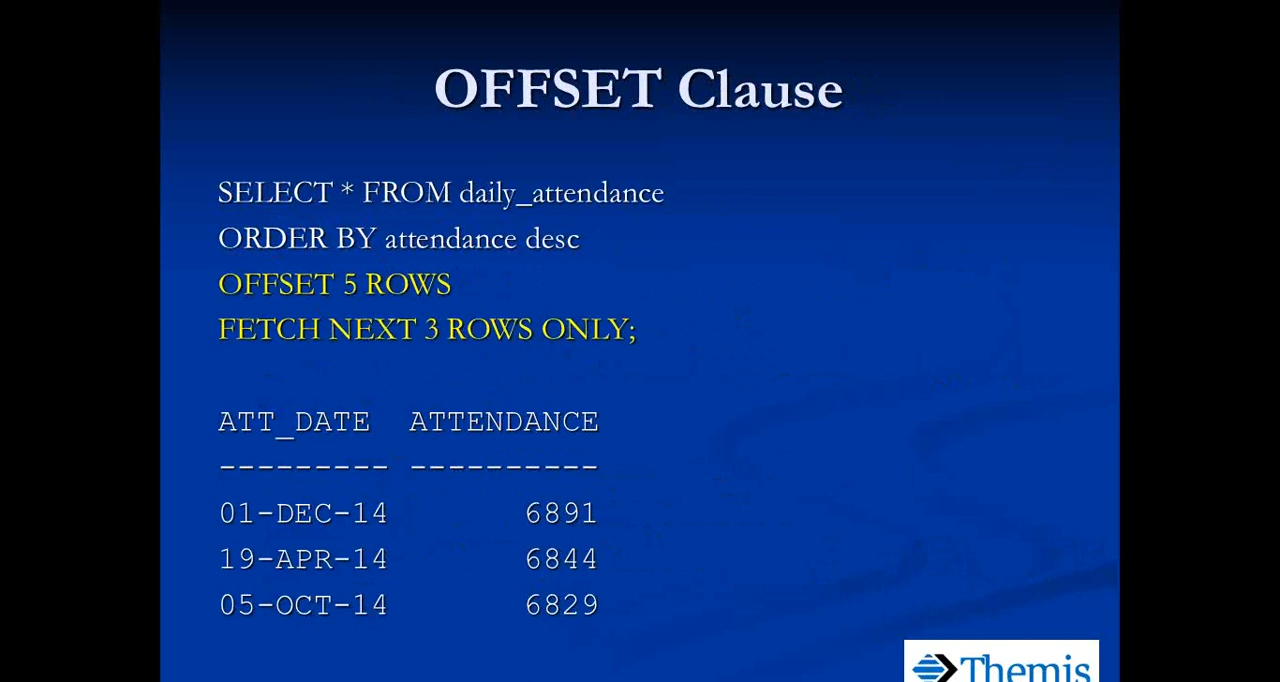 OFFSET Clause
SELECT * FROM daily_attendance
ORDER BY attendance desc
OFFSET 5 ROWS
FETCH NEXT 3 ROWS ONLY;
ATT_DATE ATTENDANCE
--------- ----------
01-DEC-14 6891
19-APR-14 6844
05-OCT-14 6829
Themis